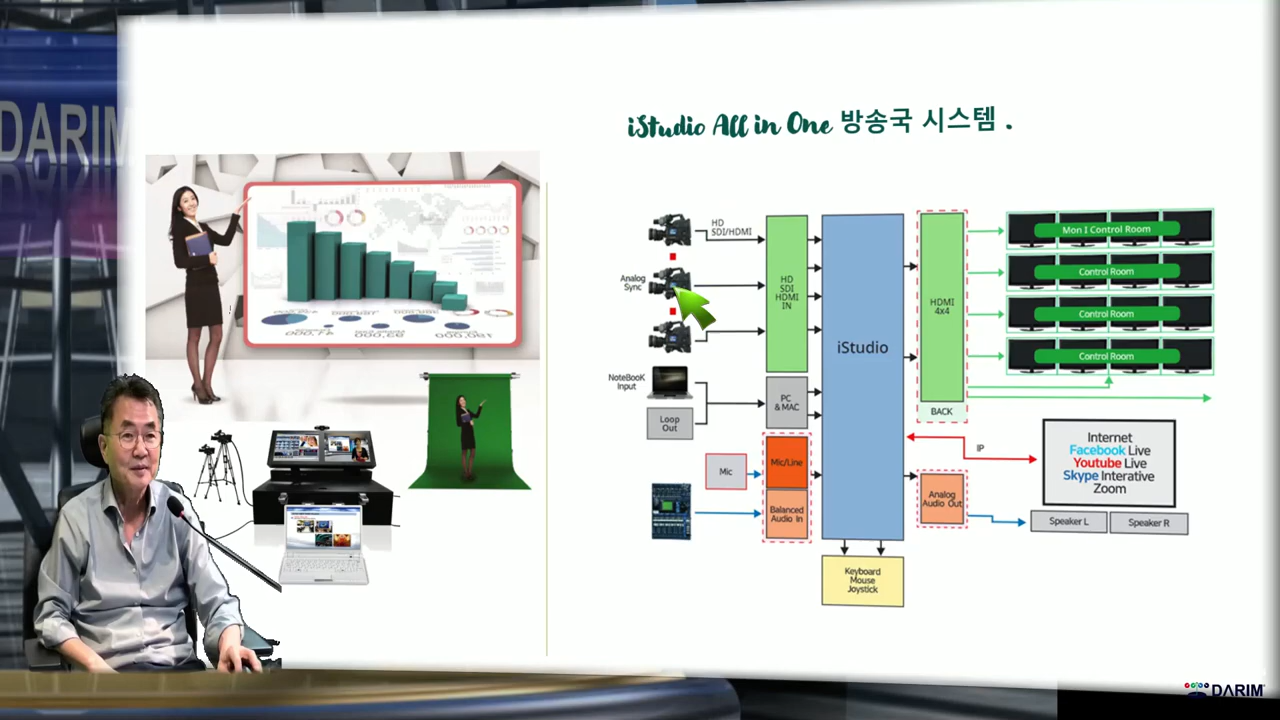 DARIM
iStudio All in One 방송국 시스템 .
HD
SDI/HDMI
Analog
Sync
HD
SDI
HDMI
IN
iStudio
HDMI
4x4
BACK
Mon I Control Room
Control Room
Control Room
Control Room
NoteBooK
Input
Loop
Out
PC
& MAC
Mic
Mic/Line
Balanced
Audio In
Analog
Audio Out
IP
Internet
Facebook Live
Youtube Live
Skype Interative
Zoom
Speaker L
Speaker R
Keyboard
Mouse
Joystick
DARIM